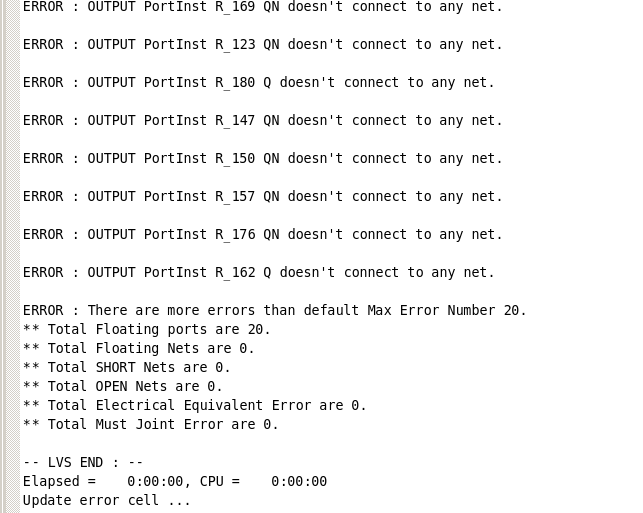 ERROR : OUTPUT PortInst R_169 QN doesn't connect to any net.
ERROR : OUTPUT PortInst R_123 QN doesn't connect to any net.
ERROR : OUTPUT PortInst R_180 Q doesn't connect to any net.
ERROR : OUTPUT PortInst R_147 QN doesn't connect to any net.
ERROR : OUTPUT PortInst R_150 QN doesn't connect to any net.
ERROR : OUTPUT PortInst R_157 QN doesn't connect to any net.
ERROR : OUTPUT PortInst R_176 QN doesn't connect to any net.
ERROR : OUTPUT PortInst R_162 Q doesn't connect to any net.
ERROR : There are more errors than default Max Error Number 20.
** Total Floating ports are 20.
** Total Floating Nets are 0.
** Total SHORT Nets are 0.
** Total OPEN Nets are 0.
** Total Electrical Equivalent Error are 0.
** Total Must Joint Error are 0.
-- LVS END : --
Elapsed =    0:00:00, CPU =    0:00:00
Update error cell ...